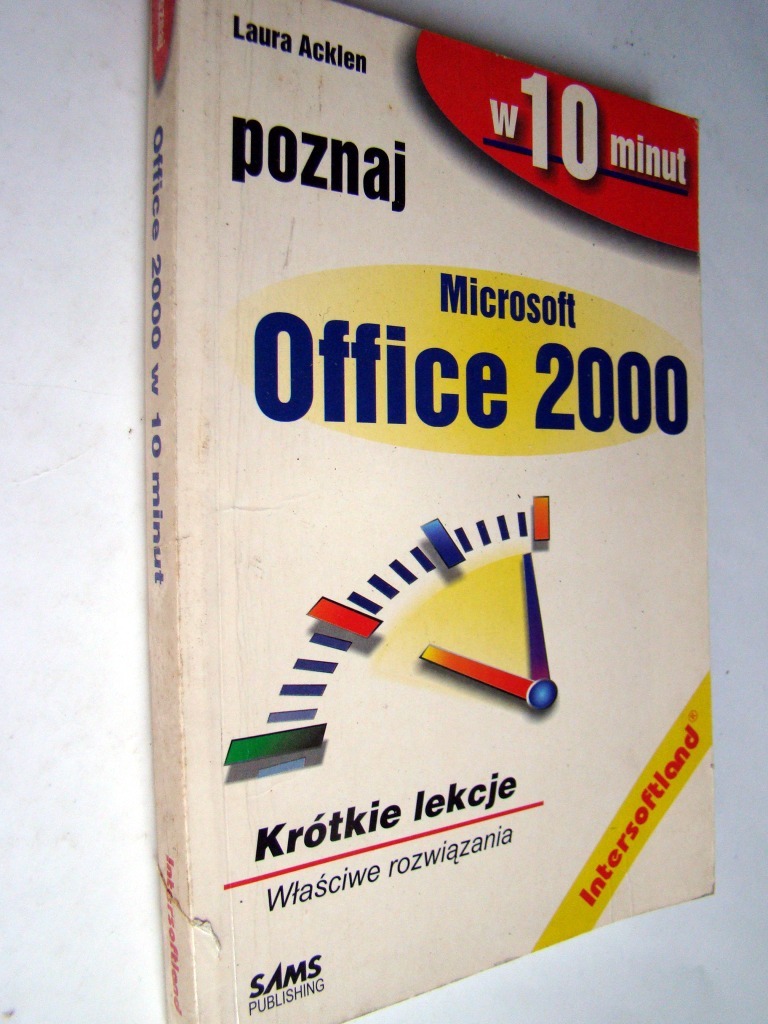 Laura Acklen
w 10 minut
poznaj
Microsoft
Office 2000
Krótkie lekcje
Właściwe rozwiązania
Intersoftland®
SAMS
PUBLISHING
Office 2000 w 10 minut
Intersoftland